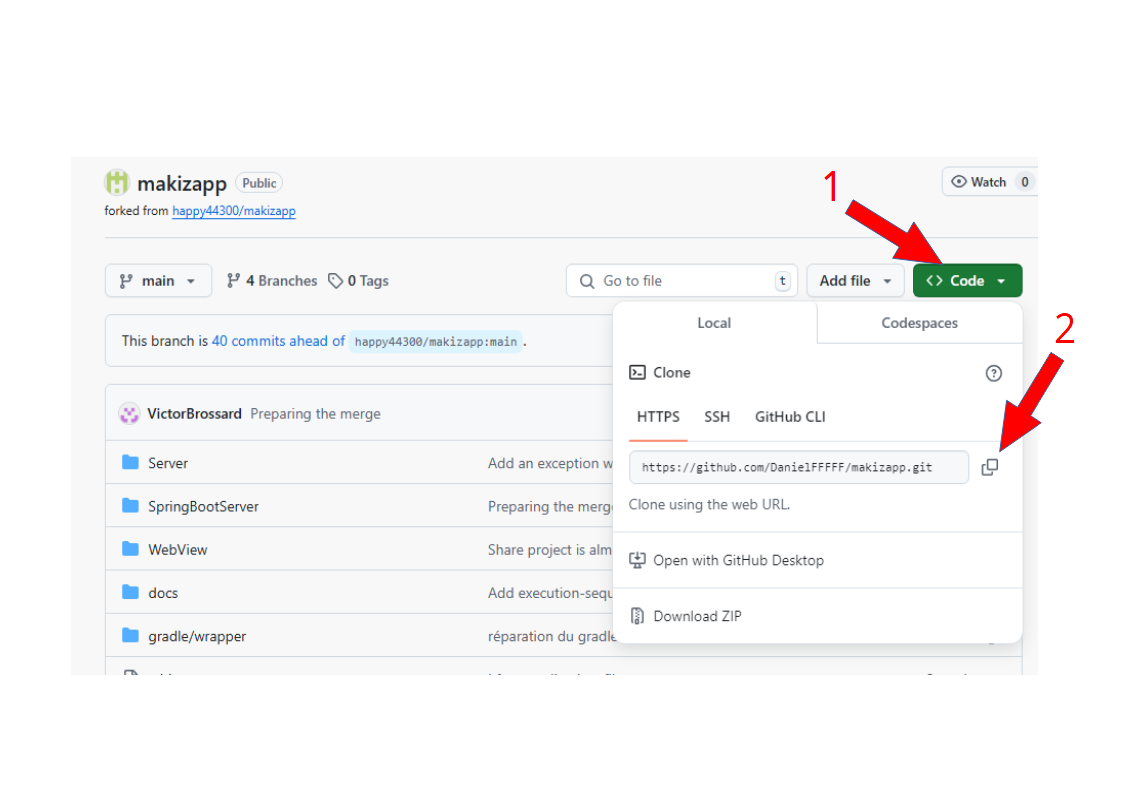 makizapp Public
1
Watch 0
forked from happy44300/makizapp
main 4 Branches 0 Tags Go to file t Add file <> Code
Local Codespaces
2
This branch is 40 commits ahead of happy44300/makizapp:main .
Clone
HTTPS SSH GitHub CLI
VictorBrossard Preparing the merge
https://github.com/DanielFFFFF/makizapp.git
Server Add an exception w
Clone using the web URL.
SpringBootServer Preparing the merg
WebView Share project is alm
Open with GitHub Desktop
docs Add execution-sequ
Download ZIP
gradle/wrapper réparation du gradle